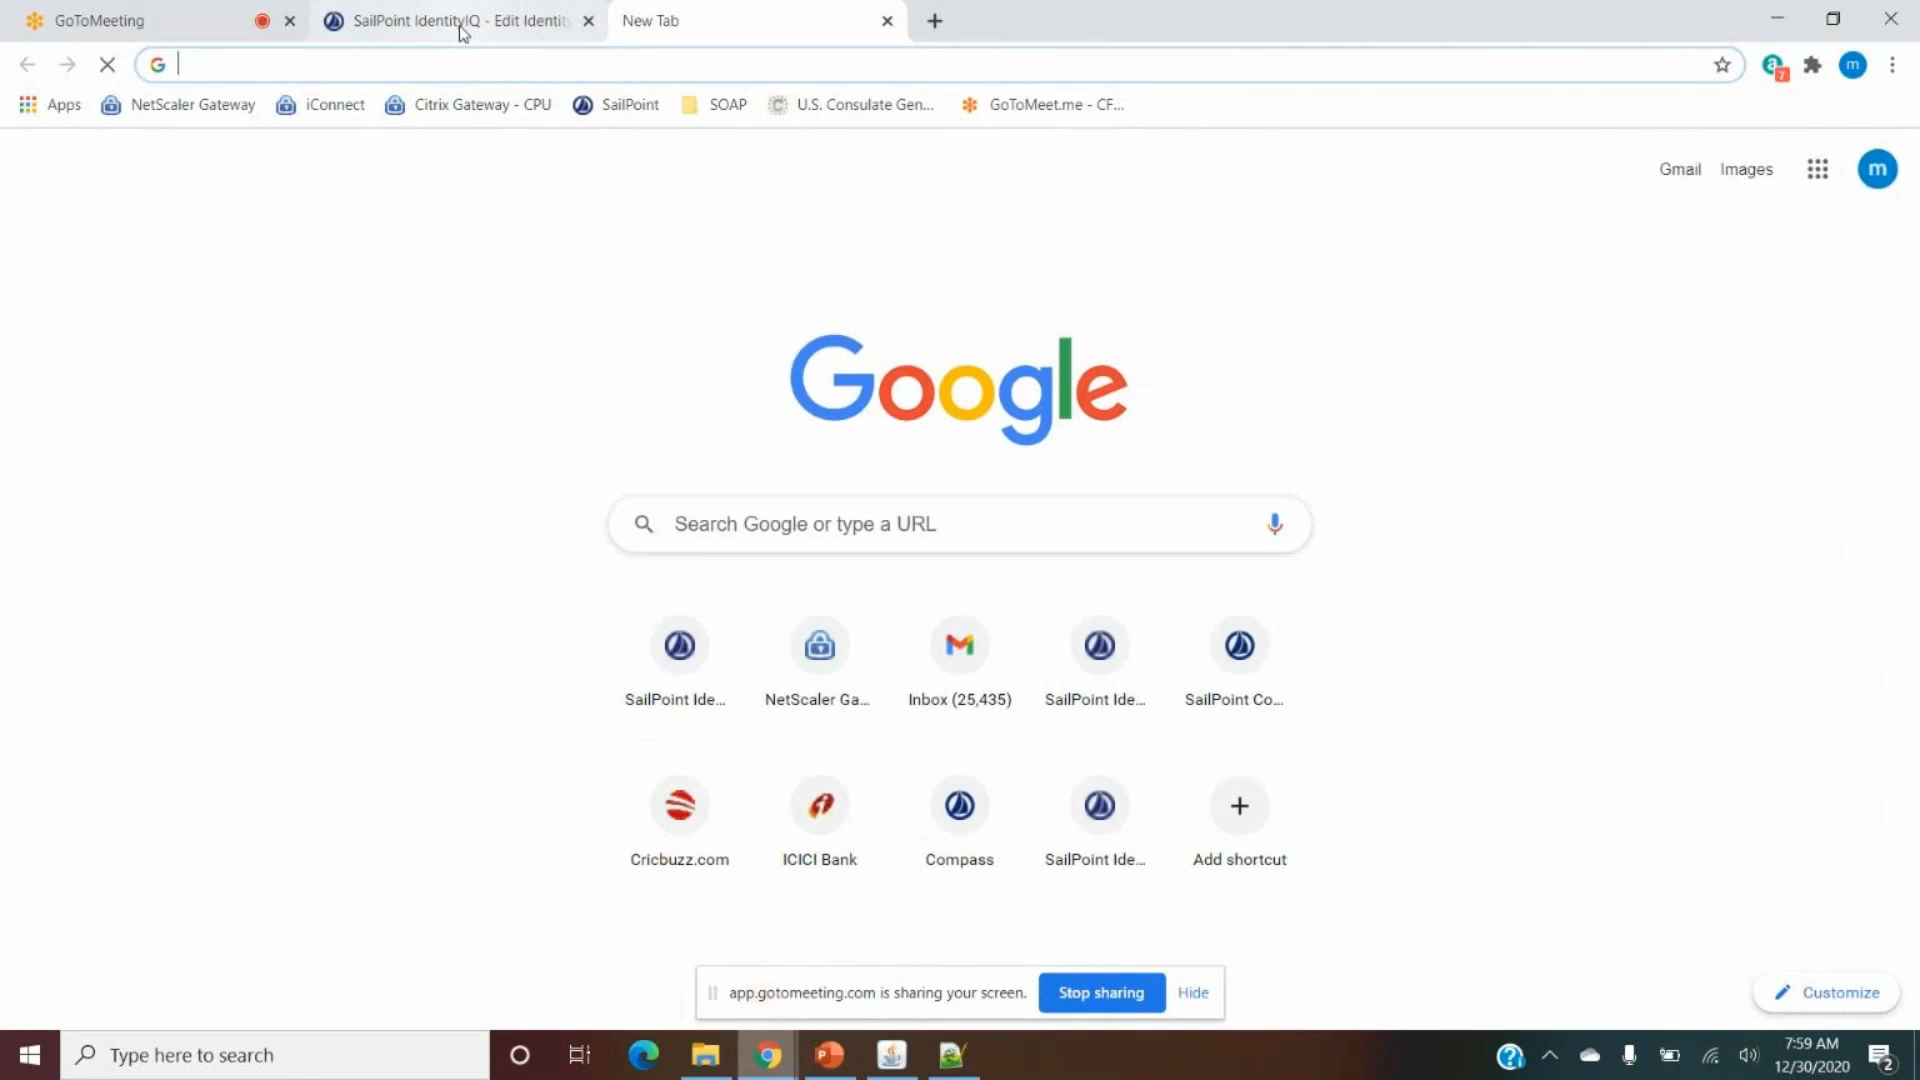 GoToMeeting
SailPoint IdentityIQ - Edit Identit
New Tab
G
Apps NetScaler Gateway iConnect Citrix Gateway - CPU SailPoint SOAP U.S. Consulate Gen... GoToMeet.me - CF...
a 7 m
Gmail Images m
Google
Search Google or type a URL
SailPoint Ide... NetScaler Ga... Inbox (25,435) SailPoint Ide... SailPoint Co...
Cricbuzz.com ICICI Bank Compass SailPoint Ide... Add shortcut
app.gotomeeting.com is sharing your screen. Stop sharing Hide
Customize
Type here to search
7:59 AM
12/30/2020
2